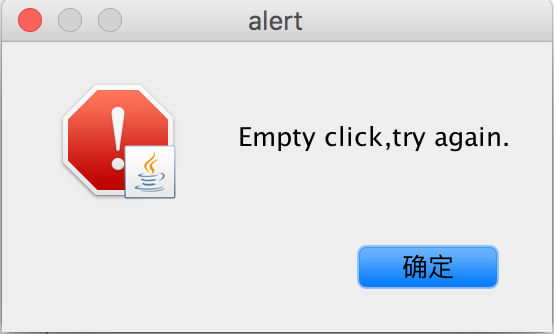 alert
Empty click,try again.
确定